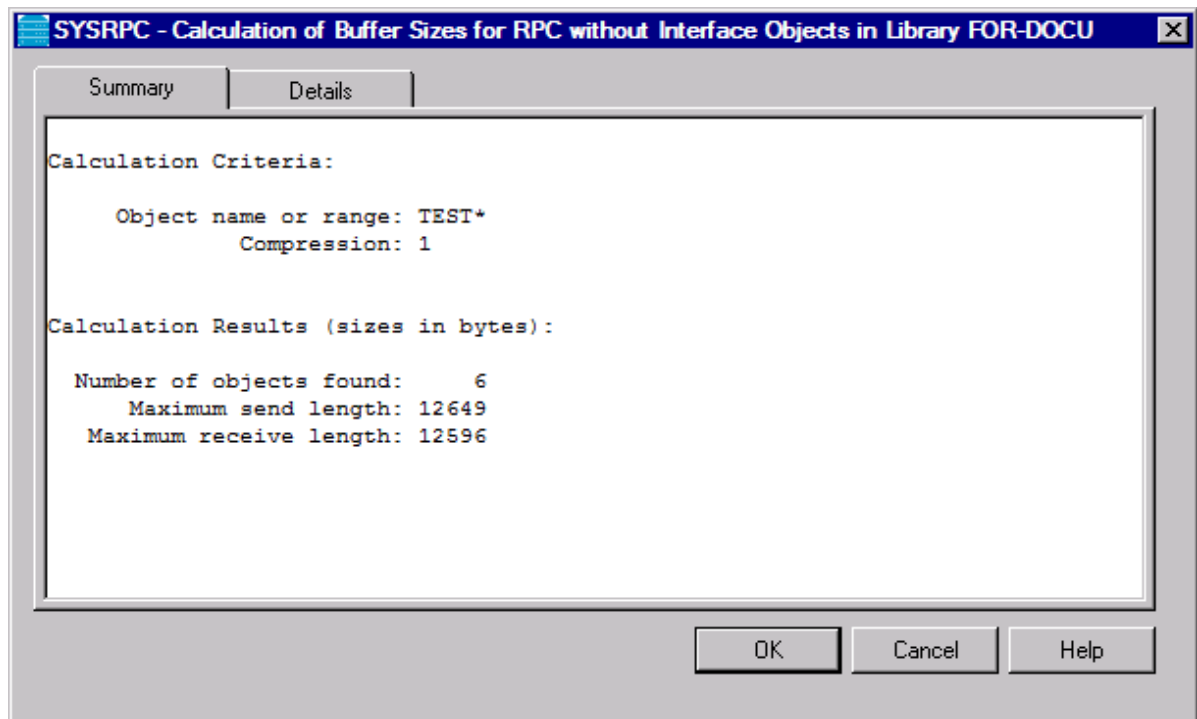 SYSRPC - Calculation of Buffer Sizes for RPC without Interface Objects in Library FOR-DOCU
Summary Details
Calculation Criteria:
Object name or range: TEST*
Compression: 1
Calculation Results (sizes in bytes):
Number of objects found: 6
Maximum send length: 12649
Maximum receive length: 12596
OK Cancel Help